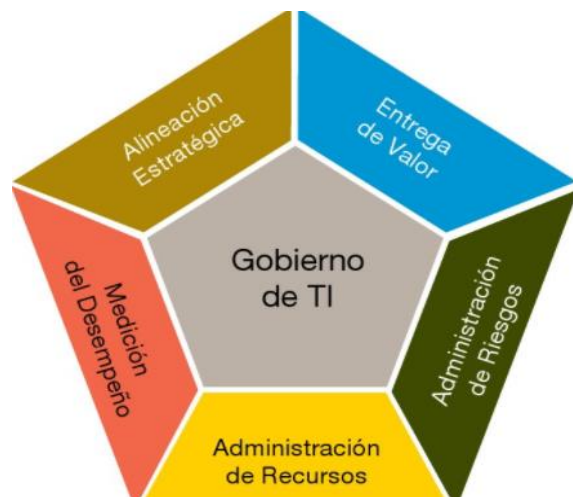 Alineación
Estratégica
Entrega
de Valor
Gobierno
de TI
Medición
del Desempeño
Administración
de Riesgos
Administración
de Recursos